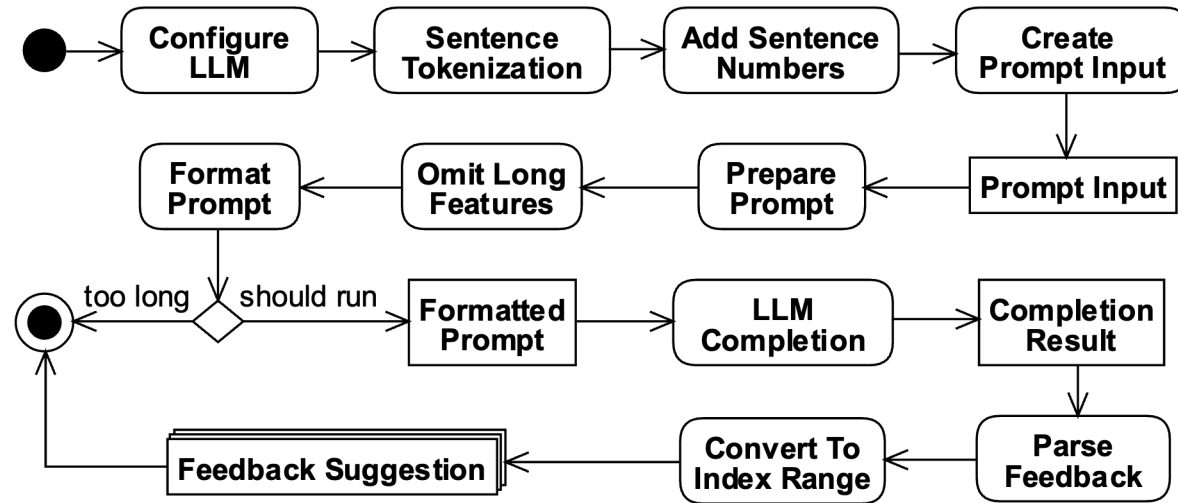 Configure
LLM
Sentence
Tokenization
Add Sentence
Numbers
Create
Prompt Input
Format
Prompt
Omit Long
Features
Prepare
Prompt
Prompt Input
too long
should run
Formatted
Prompt
LLM
Completion
Completion
Result
Feedback Suggestion
Convert To
Index Range
Parse
Feedback